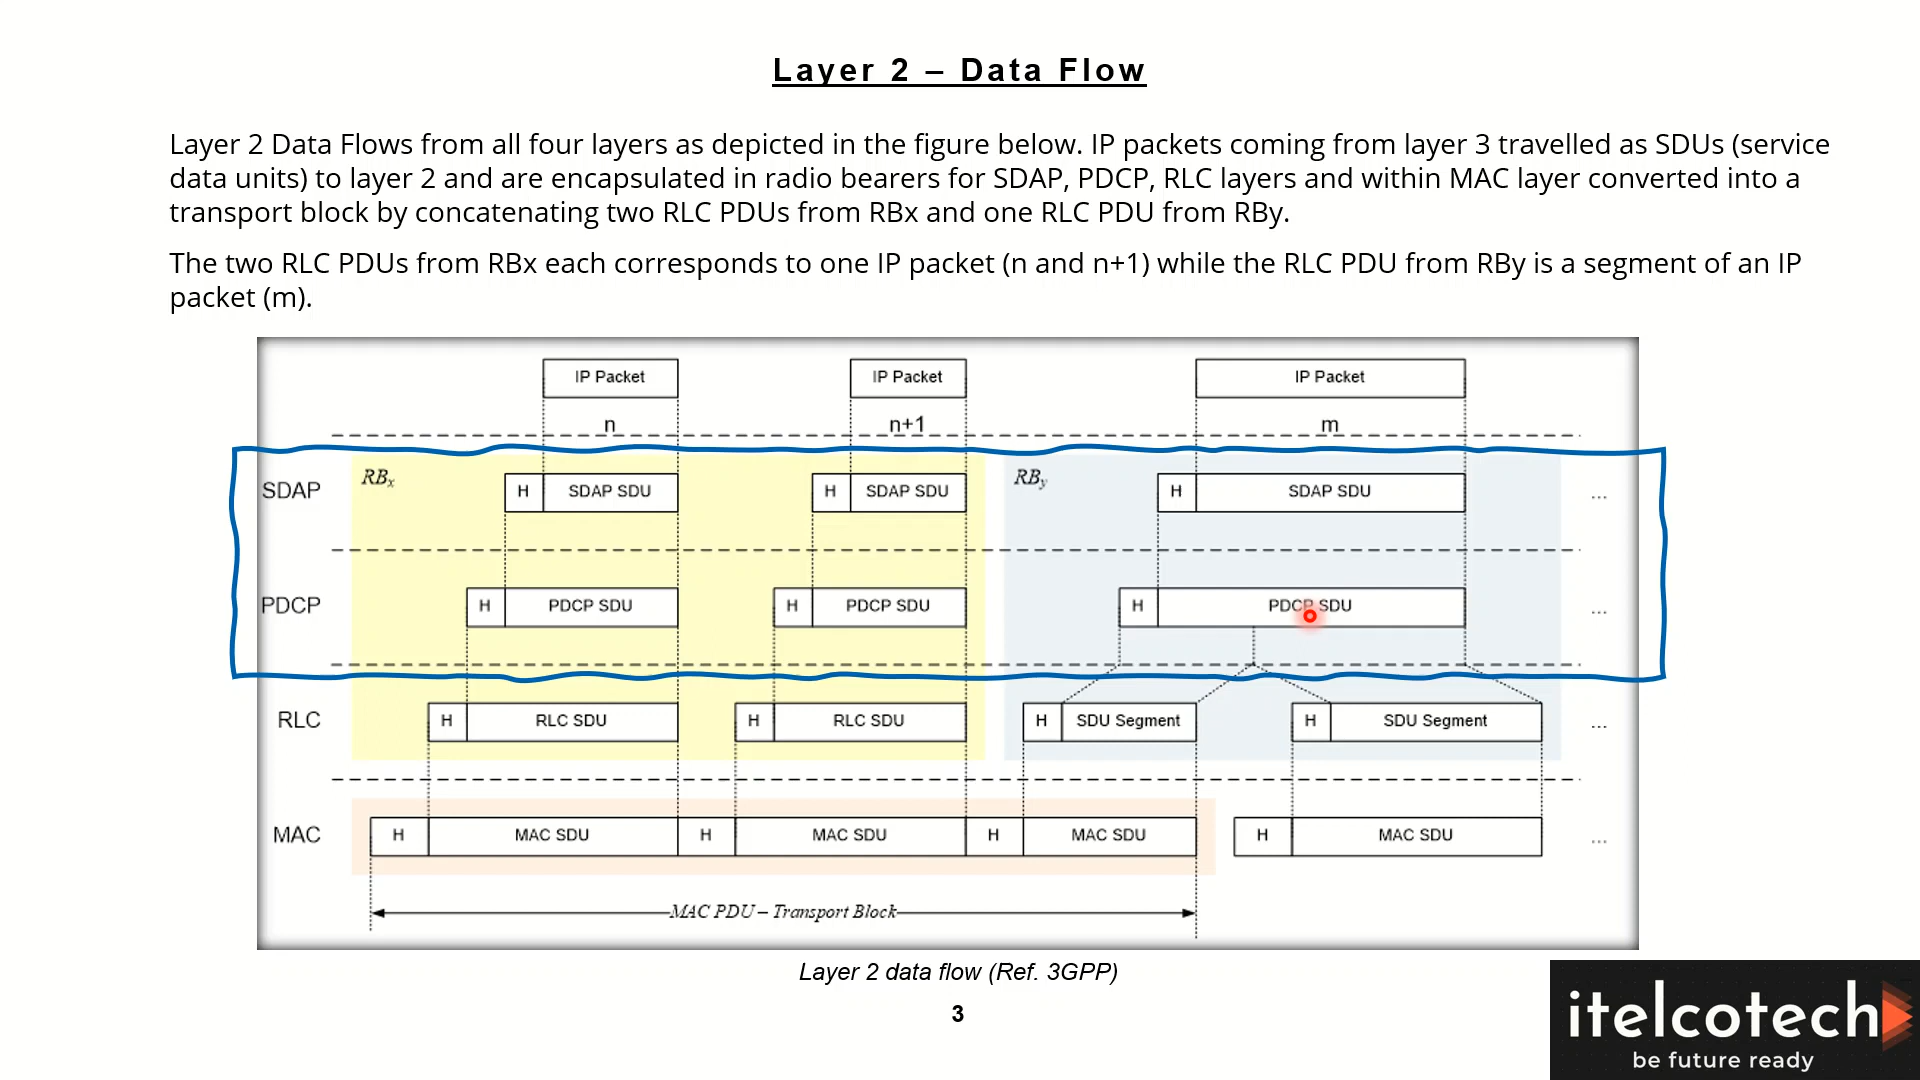 Layer 2 – Data Flow
Layer 2 Data Flows from all four layers as depicted in the figure below. IP packets coming from layer 3 travelled as SDUs (service
data units) to layer 2 and are encapsulated in radio bearers for SDAP, PDCP, RLC layers and within MAC layer converted into a
transport block by concatenating two RLC PDUs from RBx and one RLC PDU from RBy.
The two RLC PDUs from RBx each corresponds to one IP packet (n and n+1) while the RLC PDU from RBy is a segment of an IP
packet (m).
IP Packet IP Packet IP Packet
n n+1 m
RBx RBy
SDAP H SDAP SDU H SDAP SDU H SDAP SDU ...
PDCP H PDCP SDU H PDCP SDU H PDCP SDU ...
RLC H RLC SDU H RLC SDU H SDU Segment H SDU Segment ...
MAC H MAC SDU H MAC SDU H MAC SDU H MAC SDU ...
MAC PDU – Transport Block
Layer 2 data flow (Ref. 3GPP)
3
itelcotech
be future ready